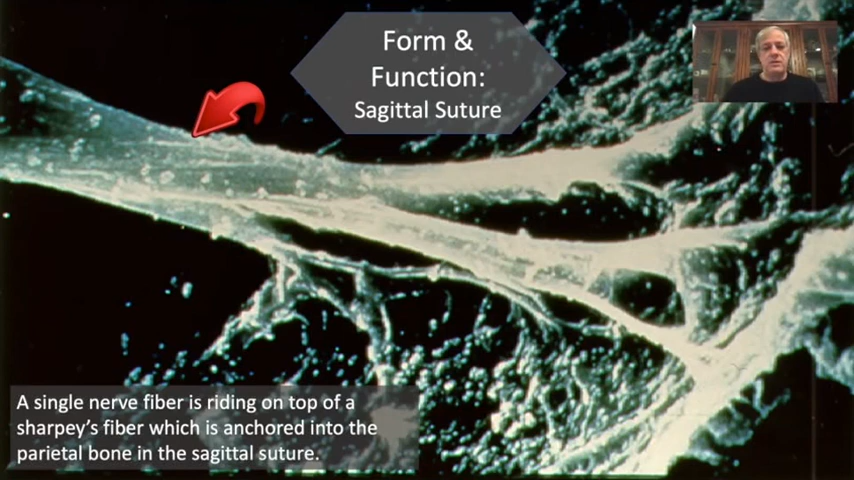 Form &
Function:
Sagittal Suture
A single nerve fiber is riding on top of a
sharpey's fiber which is anchored into the
parietal bone in the sagittal suture.